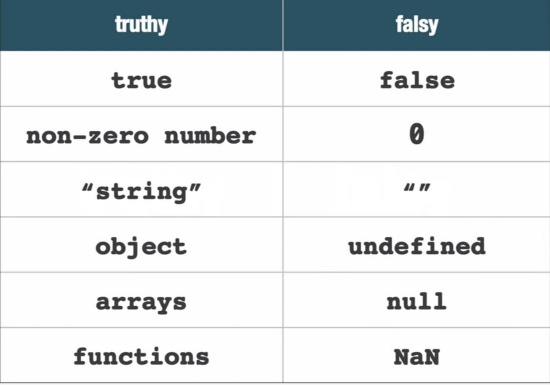 truthy falsy
true false
non-zero number 0
“string” “”
object undefined
arrays null
functions NaN